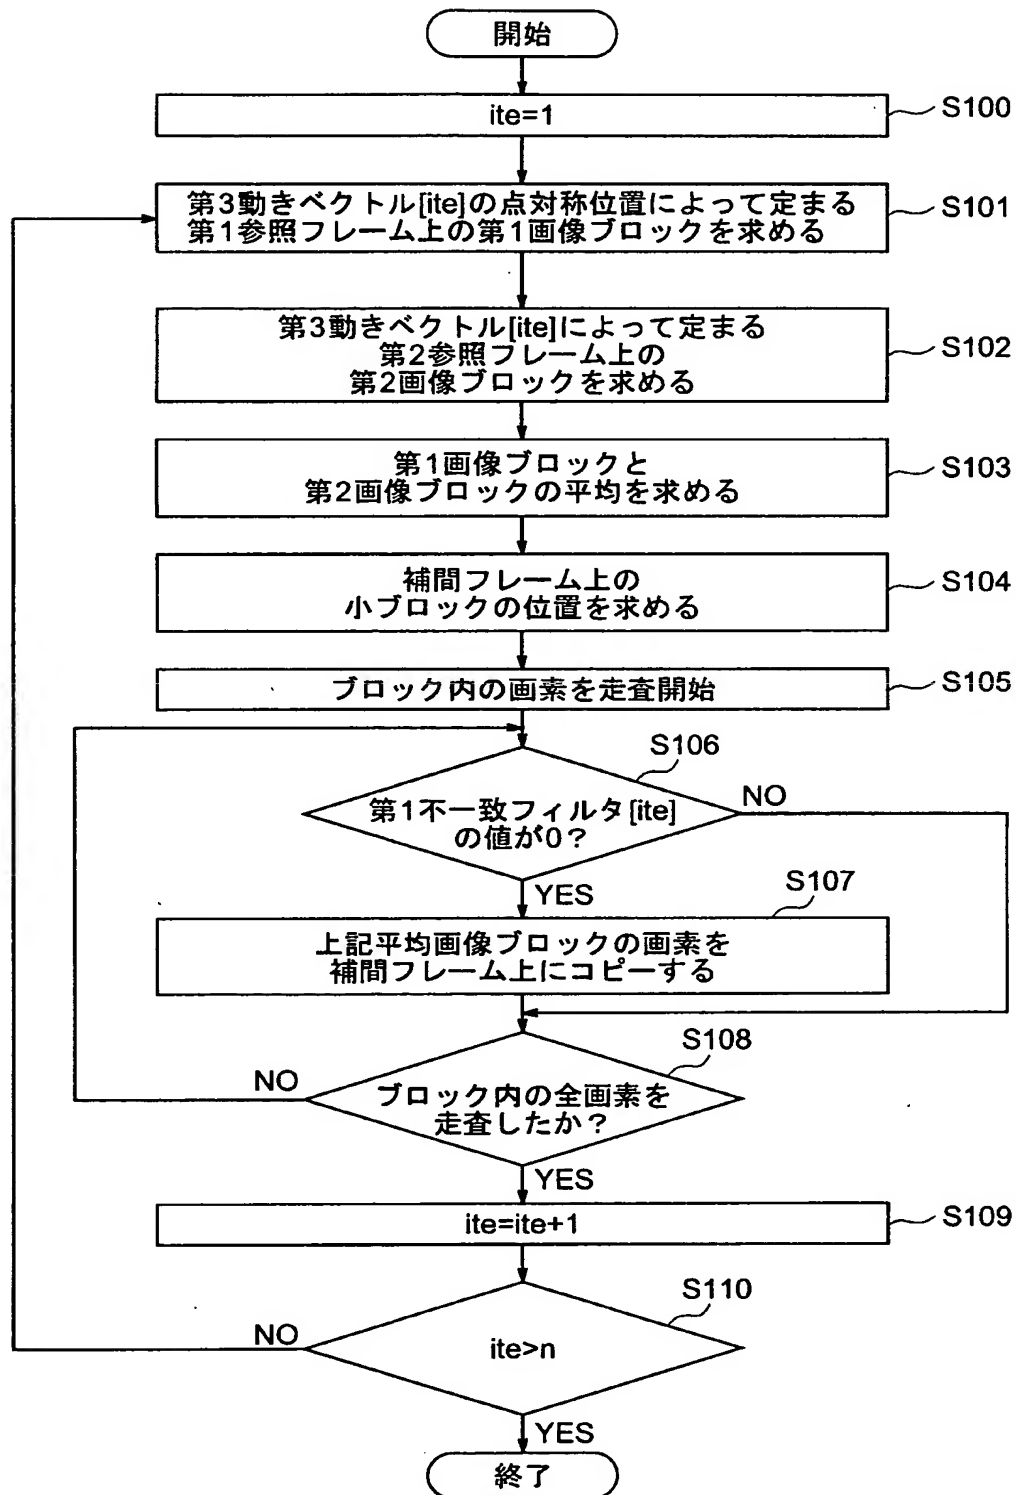 開始
ite=1
S100
第3動きベクトル[ite]の点対称位置によって定まる
第1参照フレーム上の第1画像ブロックを求める
S101
第3動きベクトル[ite]によって定まる
第2参照フレーム上の
第2画像ブロックを求める
S102
第1画像ブロックと
第2画像ブロックの平均を求める
S103
補間フレーム上の
小ブロックの位置を求める
S104
ブロック内の画素を走査開始
S105
S106
第1不一致フィルタ[ite]
の値が0?
NO
YES
S107
上記平均画像ブロックの画素を
補間フレーム上にコピーする
S108
NO
ブロック内の全画素を
走査したか?
YES
ite=ite+1
S109
S110
NO
ite>n
YES
終了